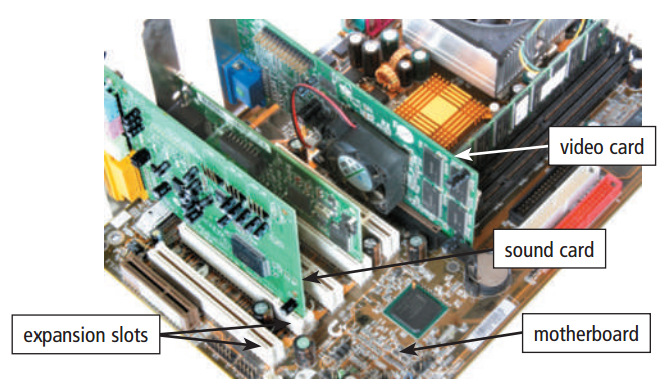 video card
sound card
expansion slots
motherboard